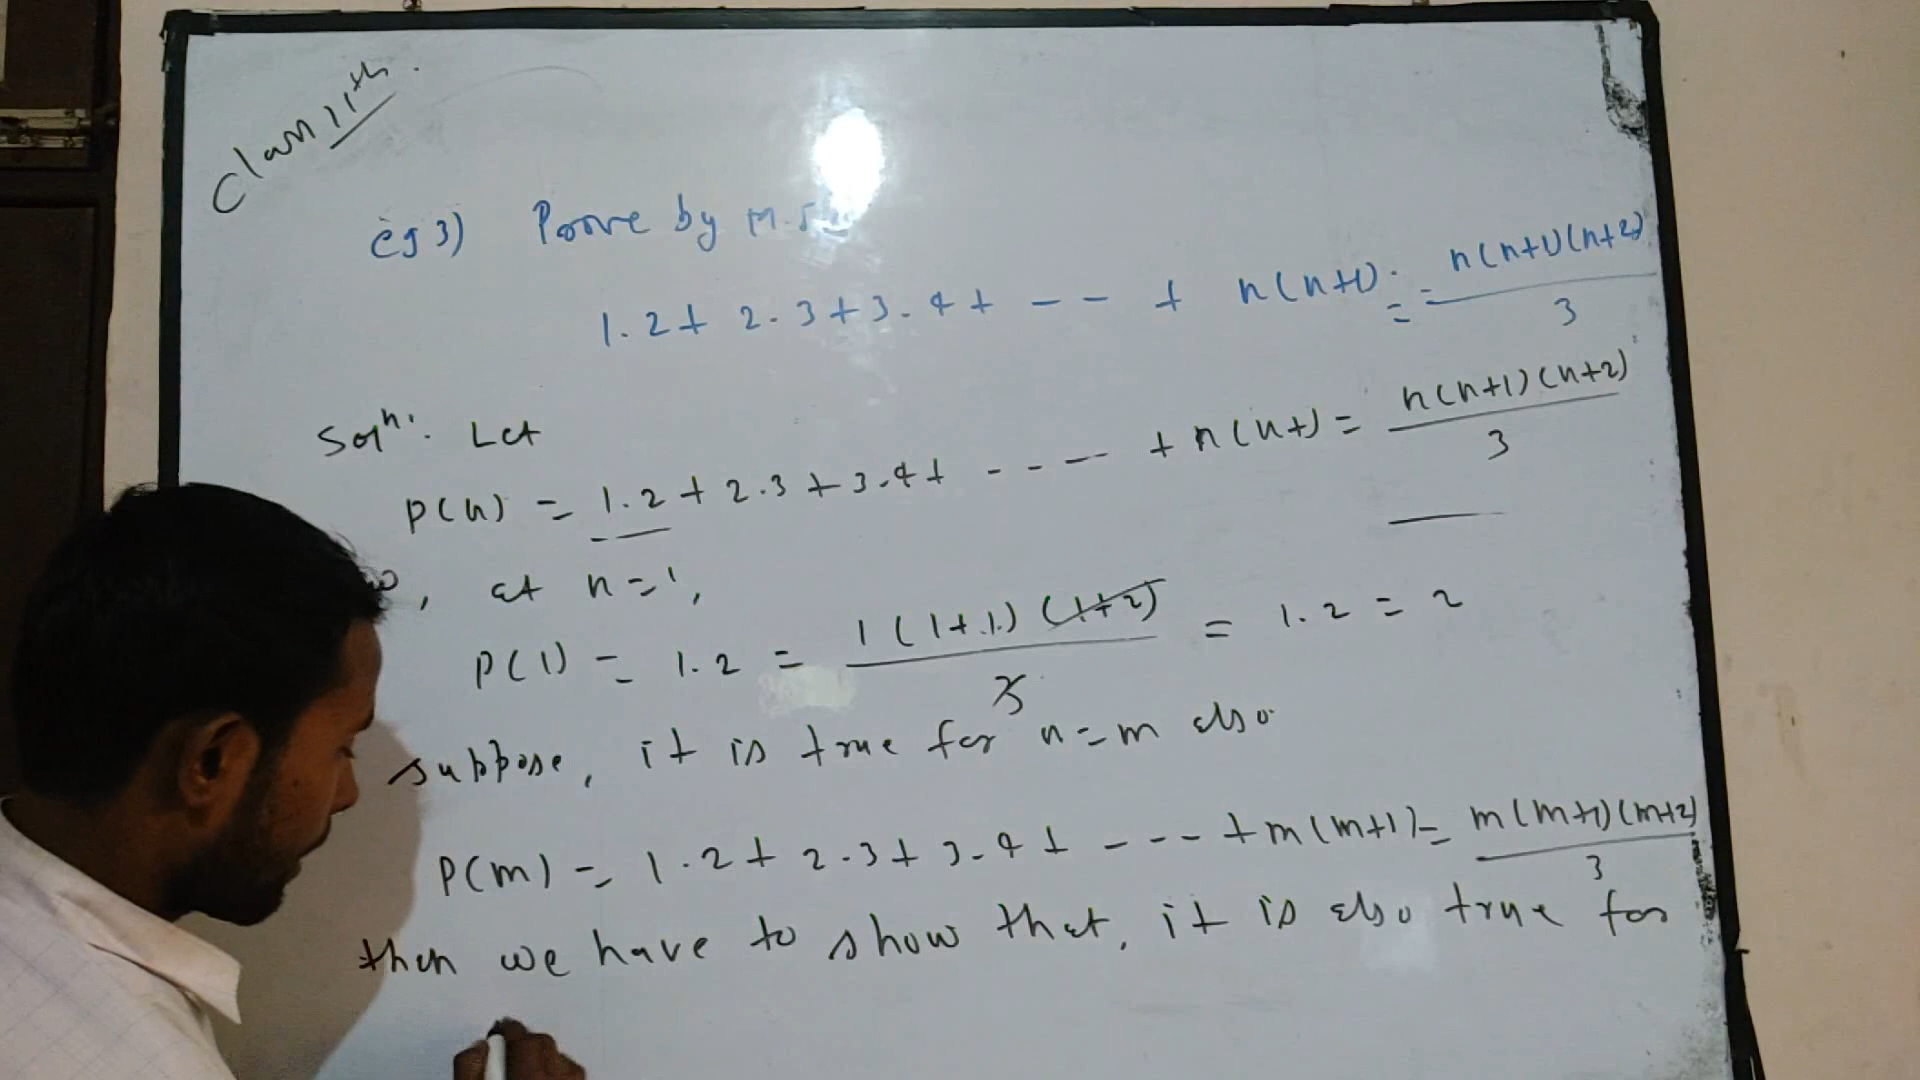 Class 11th.
eg 3) Prove by M.
1.2 + 2.3 + 3.4 + -- + n(n+1). = = n(n+1)(n+2) / 3
Soln. Let
P(n) = 1.2 + 2.3 + 3.4 + ---- + n(n+) = n(n+1)(n+2) / 3
, at n=1,
P(1) = 1.2 = 1(1+1)(1+2) / 3 = 1.2 = 2
suppose, it is true for n=m also
P(m) = 1.2 + 2.3 + 3.4 + --- + m(m+1) = m(m+1)(m+2) / 3
then we have to show that, it is also true for